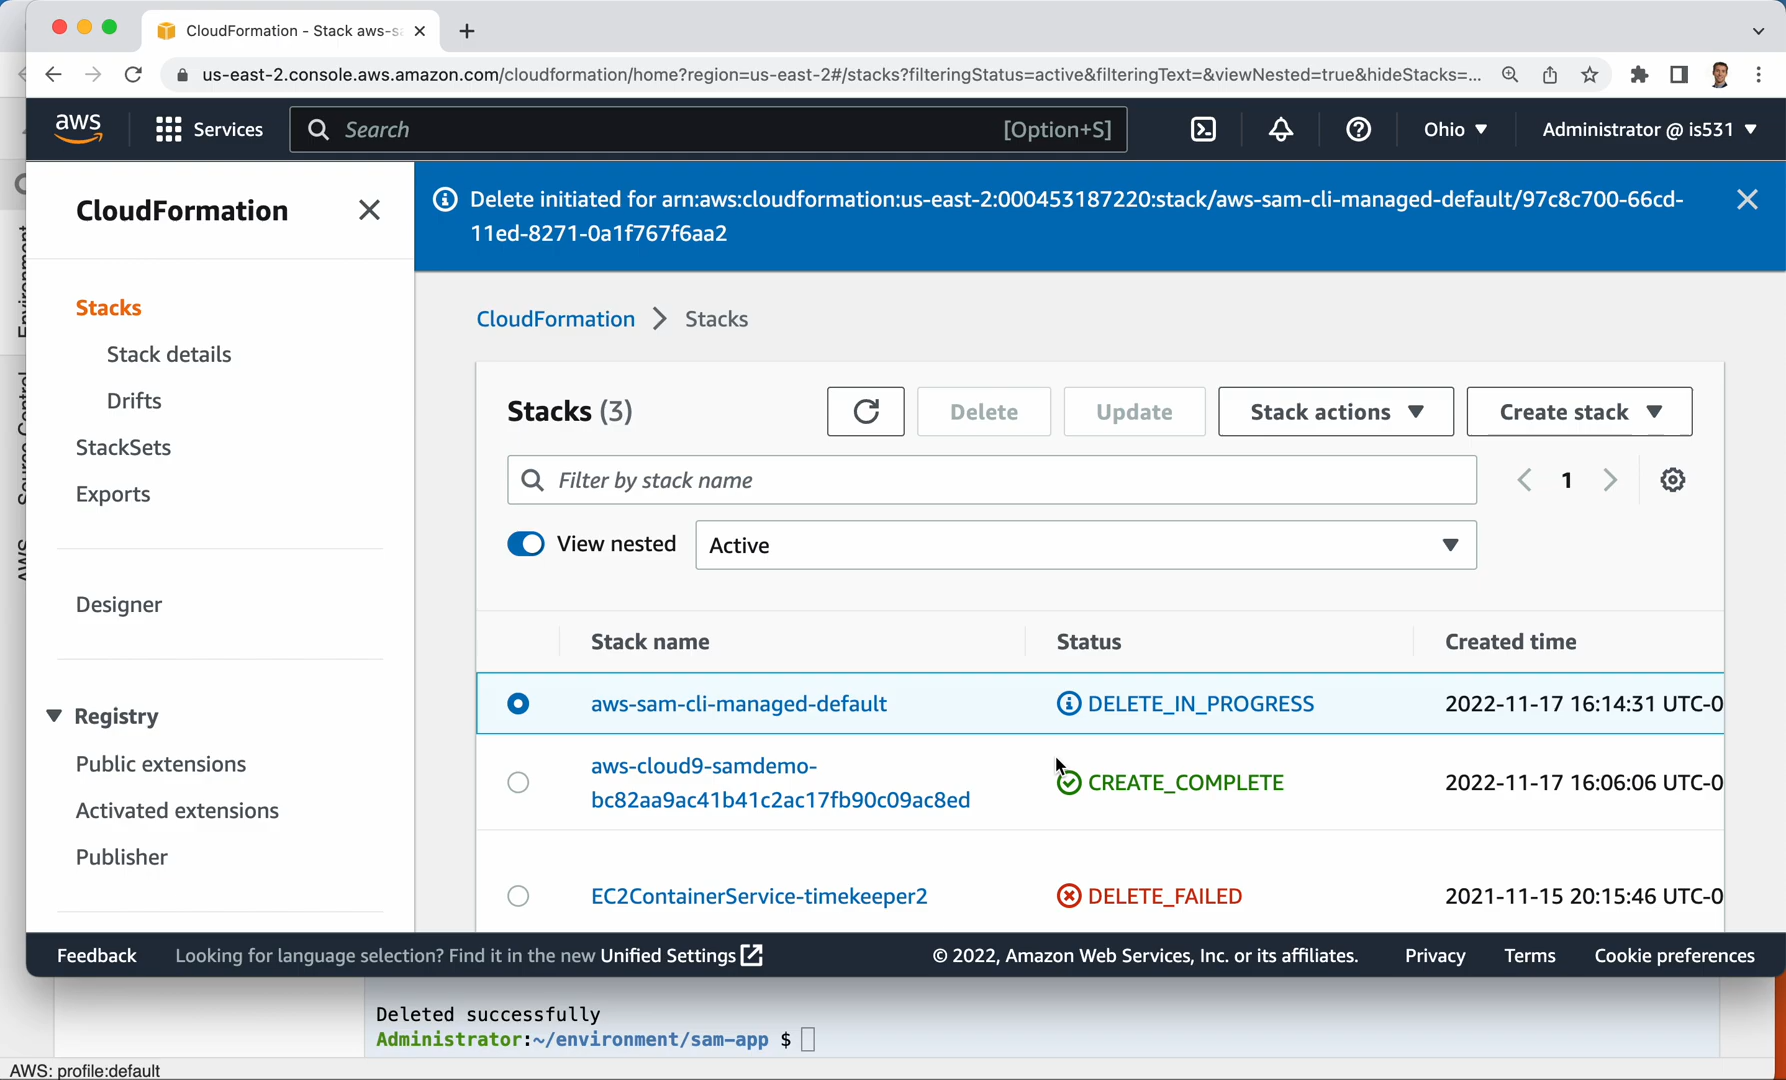 CloudFormation - Stack aws-sa
us-east-2.console.aws.amazon.com/cloudformation/home?region=us-east-2#/stacks?filteringStatus=active&filteringText=&viewNested=true&hideStacks=...
aws
Services
Search
[Option+S]
Ohio
Administrator @ is531
CloudFormation
Delete initiated for arn:aws:cloudformation:us-east-2:000453187220:stack/aws-sam-cli-managed-default/97c8c700-66cd-
11ed-8271-0a1f767f6aa2
Stacks
Stack details
Drifts
StackSets
Exports
Designer
Registry
Public extensions
Activated extensions
Publisher
CloudFormation > Stacks
Stacks (3)
Delete
Update
Stack actions
Create stack
Filter by stack name
1
View nested
Active
Stack name
Status
Created time
aws-sam-cli-managed-default
DELETE_IN_PROGRESS
2022-11-17 16:14:31 UTC-0
aws-cloud9-samdemo-
bc82aa9ac41b41c2ac17fb90c09ac8ed
CREATE_COMPLETE
2022-11-17 16:06:06 UTC-0
EC2ContainerService-timekeeper2
DELETE_FAILED
2021-11-15 20:15:46 UTC-0
Feedback
Looking for language selection? Find it in the new Unified Settings
© 2022, Amazon Web Services, Inc. or its affiliates.
Privacy
Terms
Cookie preferences
Deleted successfully
Administrator:~/environment/sam-app $
AWS: profile:default